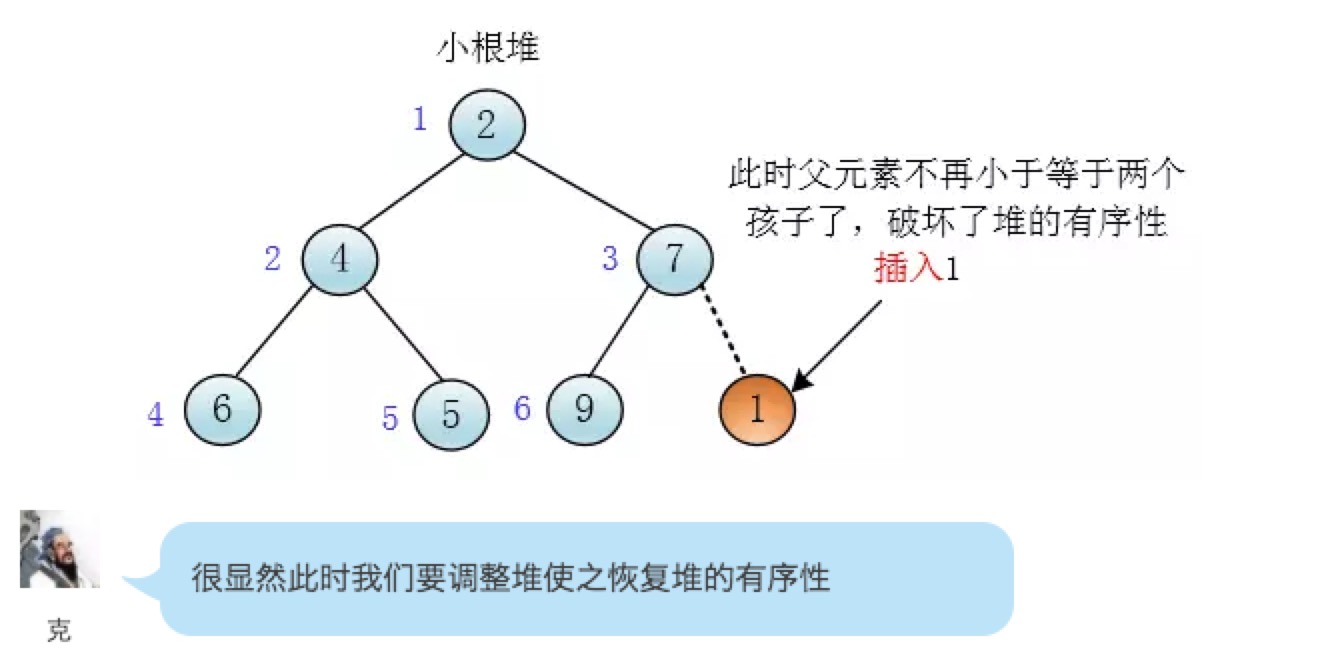 小根堆
1 2
此时父元素不再小于等于两个
孩子了，破坏了堆的有序性
插入1
2 4 3 7
4 6 5 5 6 9 1
很显然此时我们要调整堆使之恢复堆的有序性
克